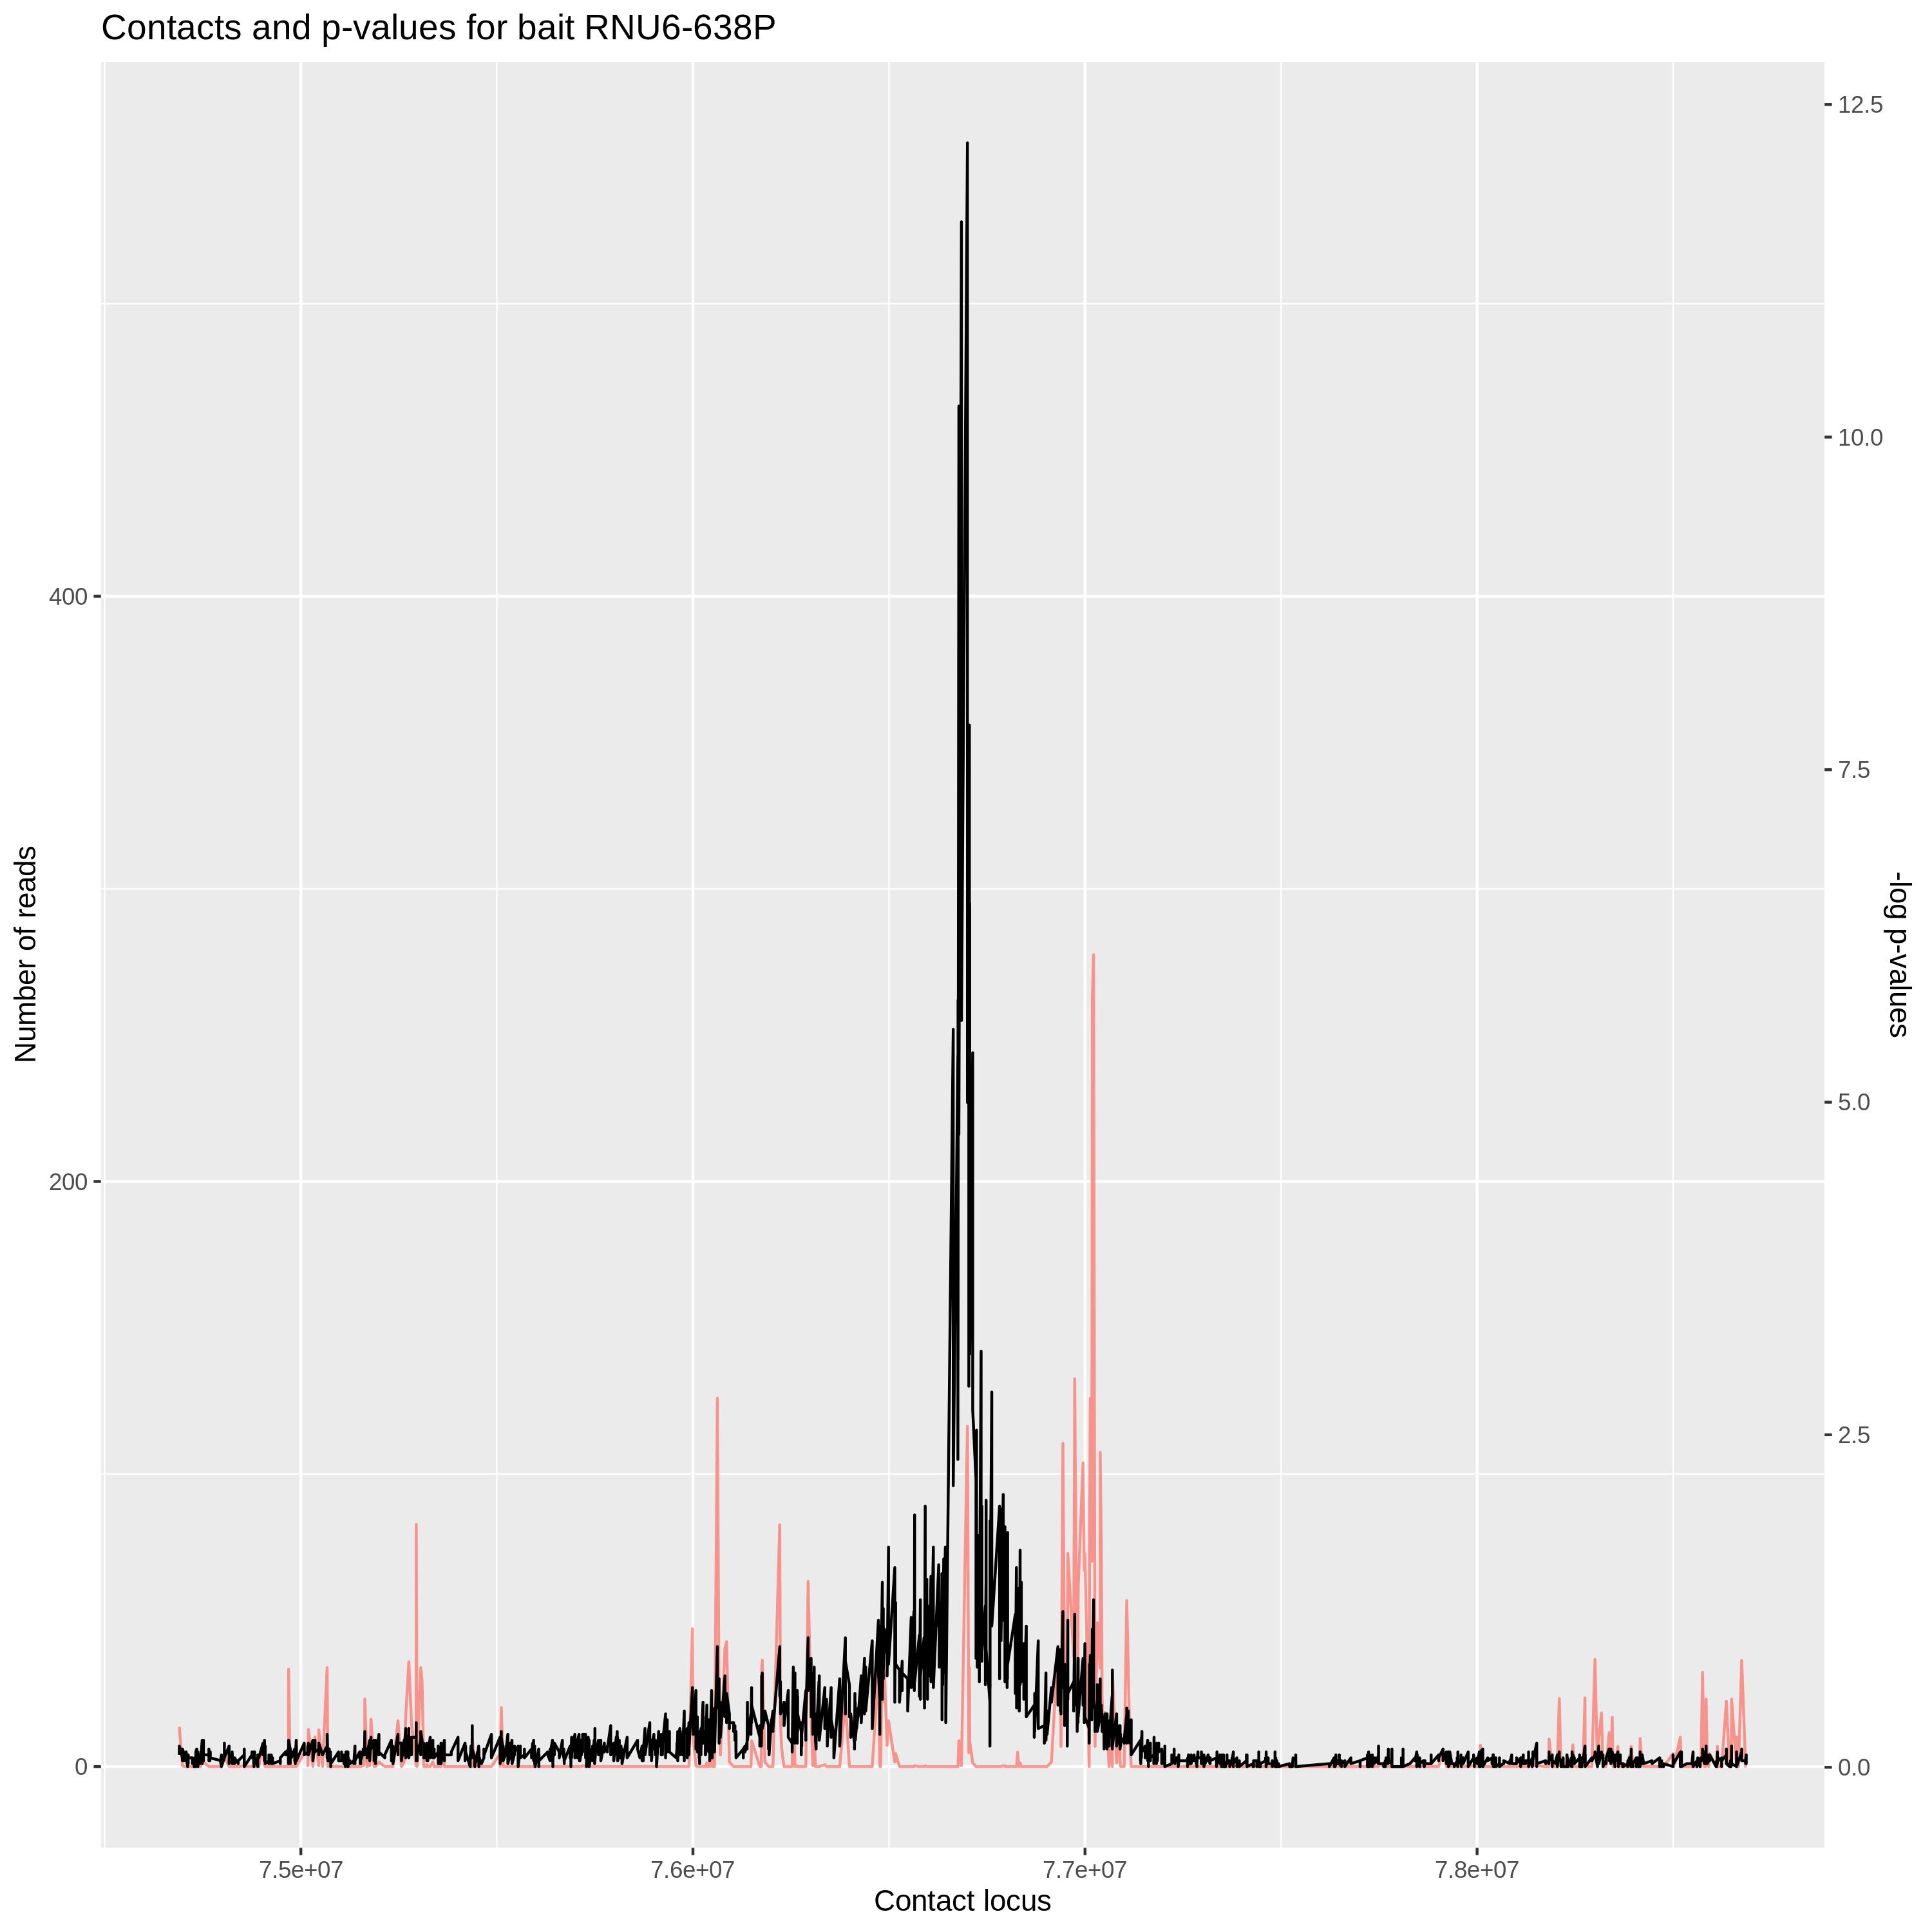 Contacts and p-values for bait RNU6-638P
12.5
10.0
400
7.5
Number of reads
-log p-values
5.0
200
2.5
0
0.0
7.5e+07
7.6e+07
7.7e+07
7.8e+07
Contact locus